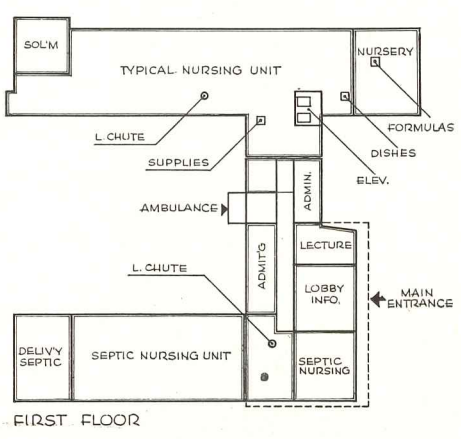 SOL'M
TYPICAL NURSING UNIT
NURSERY
FORMULAS
L. CHUTE
DISHES
SUPPLIES
ELEV.
ADMIN.
AMBULANCE
LECTURE
ADMIT'G
L. CHUTE
LOBBY
INFO.
MAIN
ENTRANCE
DELIV'Y
SEPTIC
SEPTIC NURSING UNIT
SEPTIC
NURSING
FIRST FLOOR